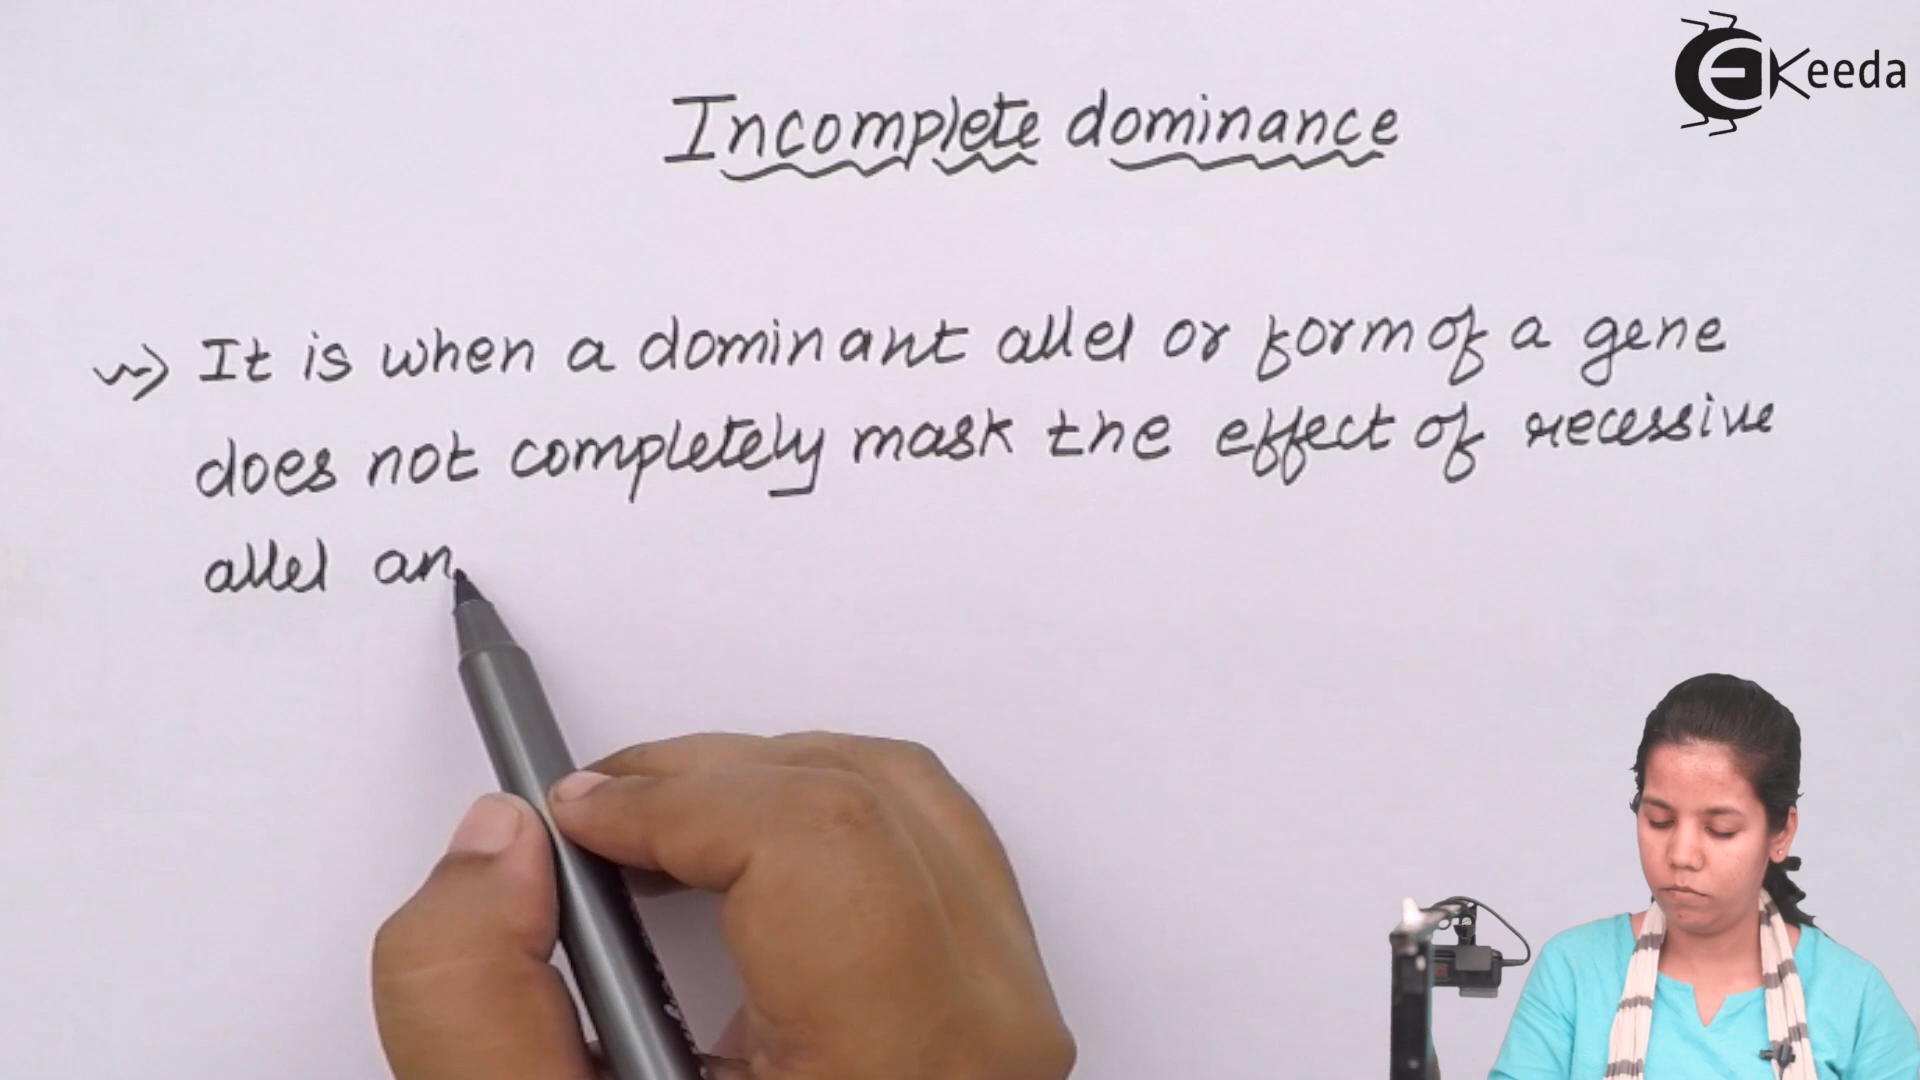 EKeeda
Incomplete dominance
It is when a dominant allel or form of a gene
does not completely mask the effect of recessive
allel an